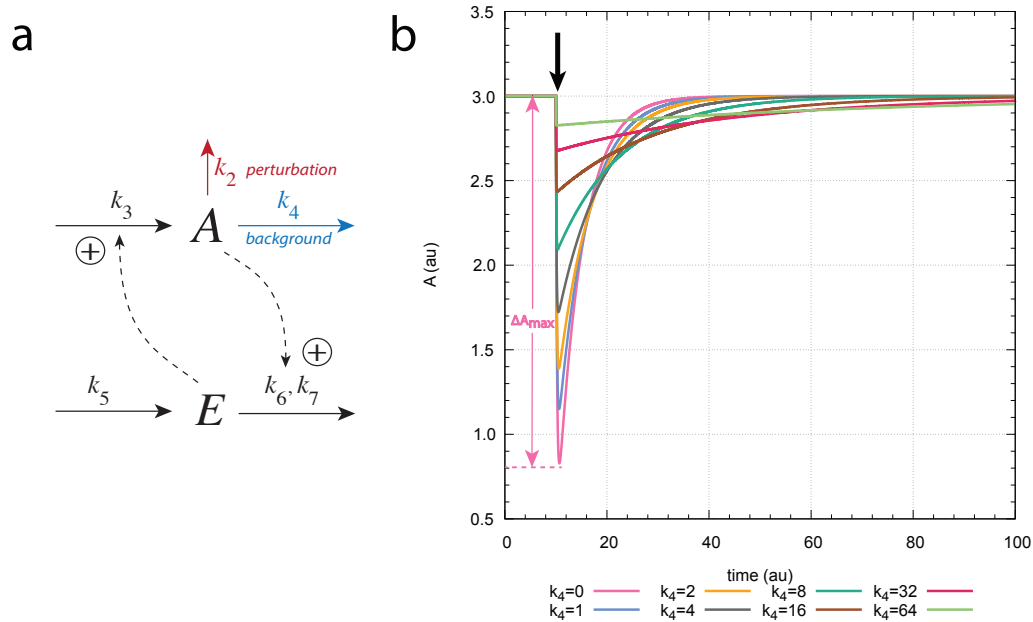 a
b
k₂ perturbation
k₃
k₄
+
A
background
+
k₅
k₆, k₇
E
3.5
3.0
2.5
2.0
1.5
1.0
0.5
A (au)
ΔAmax
0 20 40 60 80 100
time (au)
k₄=0 k₄=2 k₄=8 k₄=32
k₄=1 k₄=4 k₄=16 k₄=64